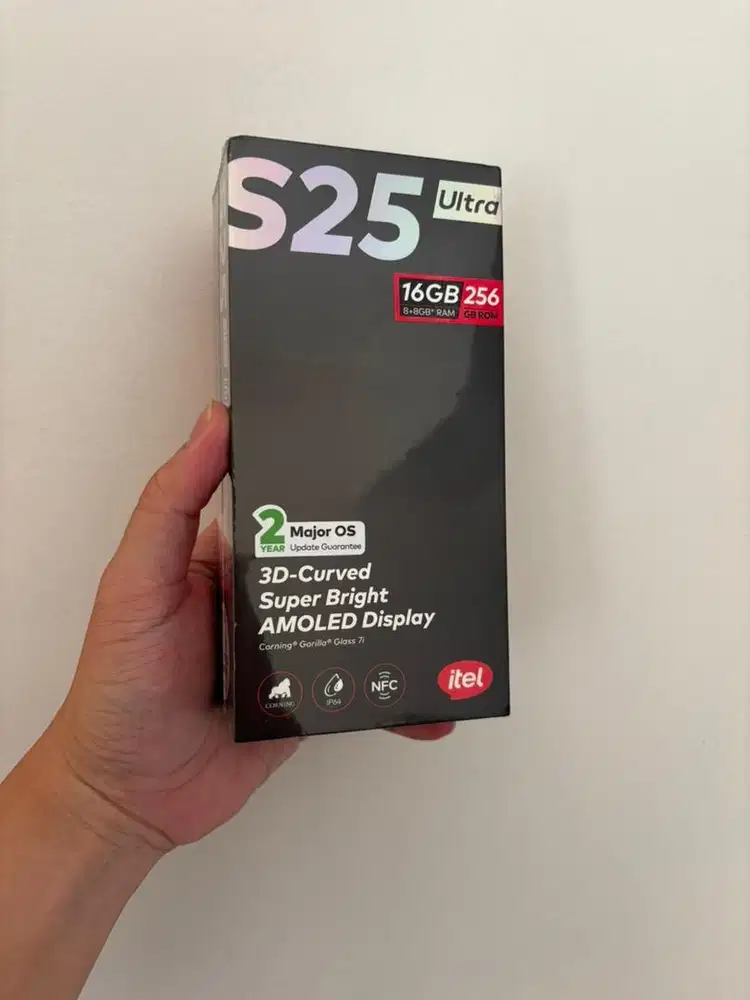 S25 Ultra
16GB 256
8+8GB* RAM GB ROM
2 Major OS
YEAR Update Guarantee
3D-Curved
Super Bright
AMOLED Display
Corning® Gorilla® Glass 7i
CORNING IP64 NFC
itel